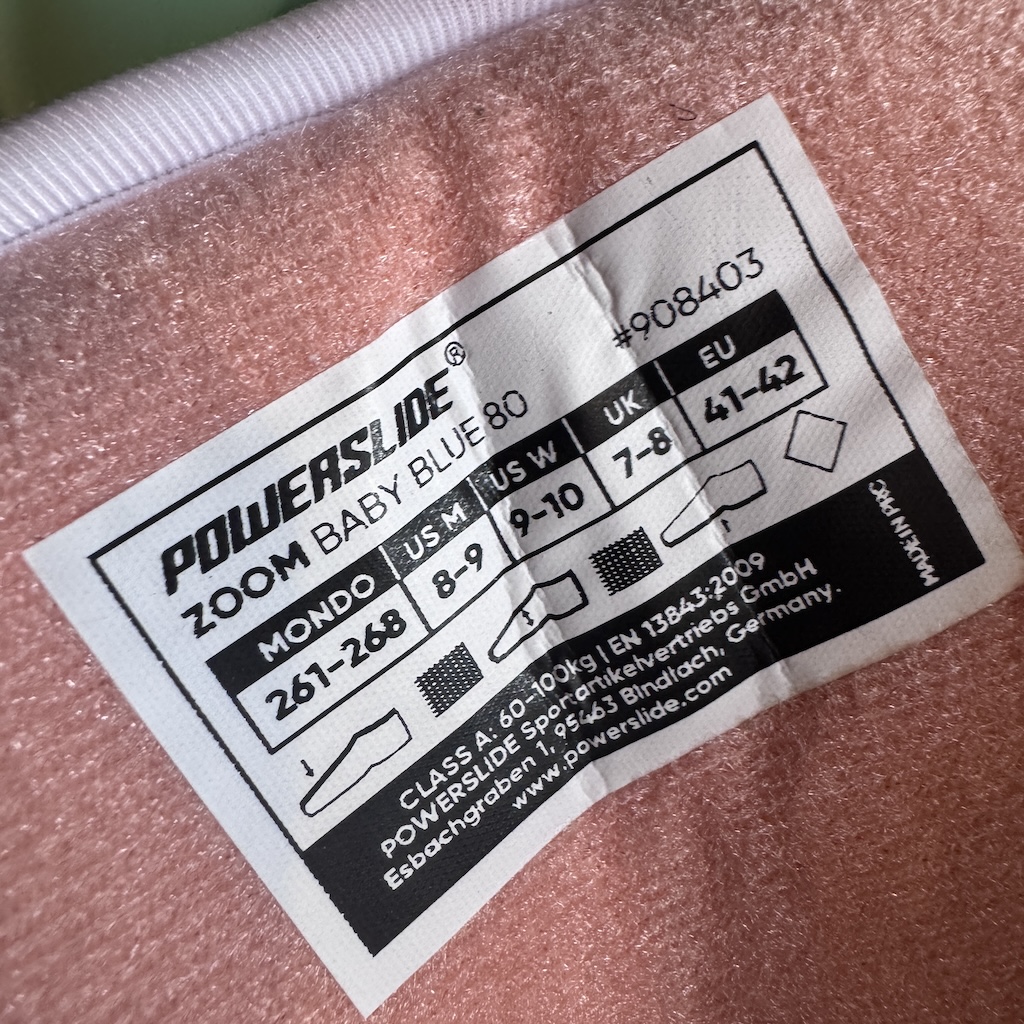 POWERSLIDE®
ZOOM BABY BLUE 80 #908403
MONDO US M US W UK EU
261-268 8-9 9-10 7-8 41-42
CLASS A: 60-100kg | EN 13843:2009
POWERSLIDE Sportartikelvertriebs GmbH
Esbachgraben 1, 95463 Bindlach, Germany.
www.powerslide.com
MADE IN PRC